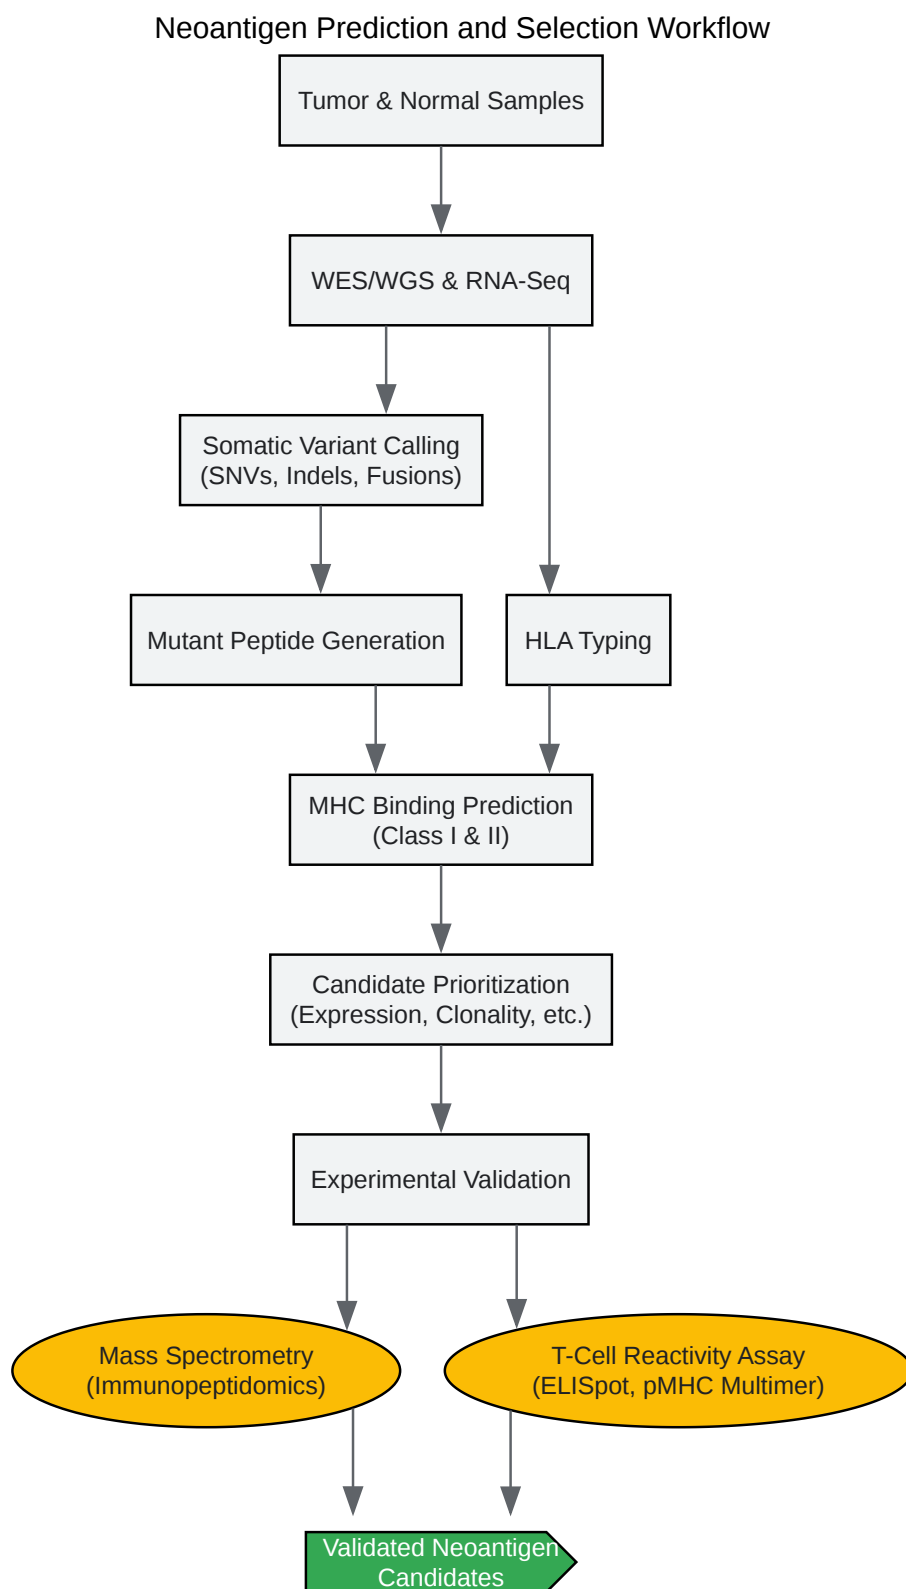 Neoantigen Prediction and Selection Workflow
Tumor & Normal Samples
WES/WGS & RNA-Seq
Somatic Variant Calling
(SNVs, Indels, Fusions)
Mutant Peptide Generation
HLA Typing
MHC Binding Prediction
(Class I & II)
Candidate Prioritization
(Expression, Clonality, etc.)
Experimental Validation
Mass Spectrometry
(Immunopeptidomics)
T-Cell Reactivity Assay
(ELISpot, pMHC Multimer)
Validated Neoantigen
Candidates